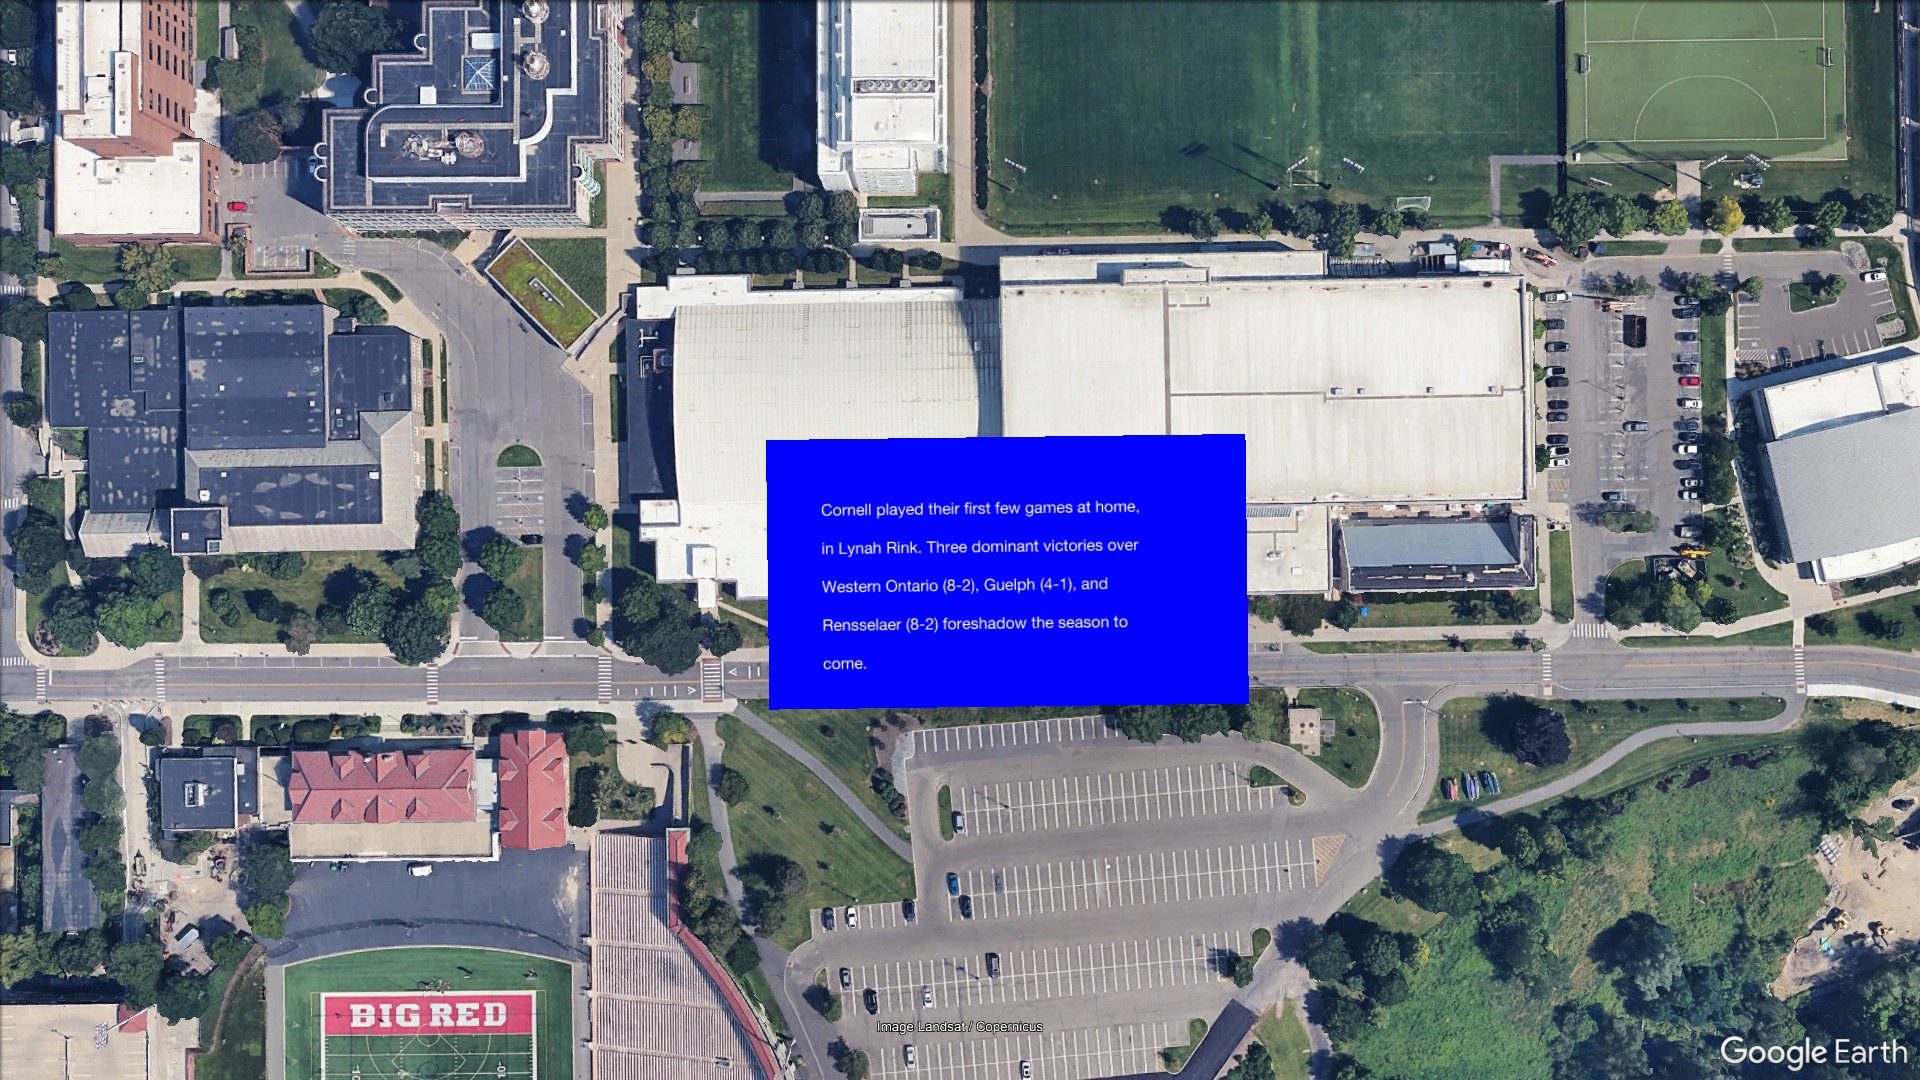 Cornell played their first few games at home,
in Lynah Rink. Three dominant victories over
Western Ontario (8-2), Guelph (4-1), and
Rensselaer (8-2) foreshadow the season to
come.
BIG RED
Image Landsat / Copernicus
Google Earth